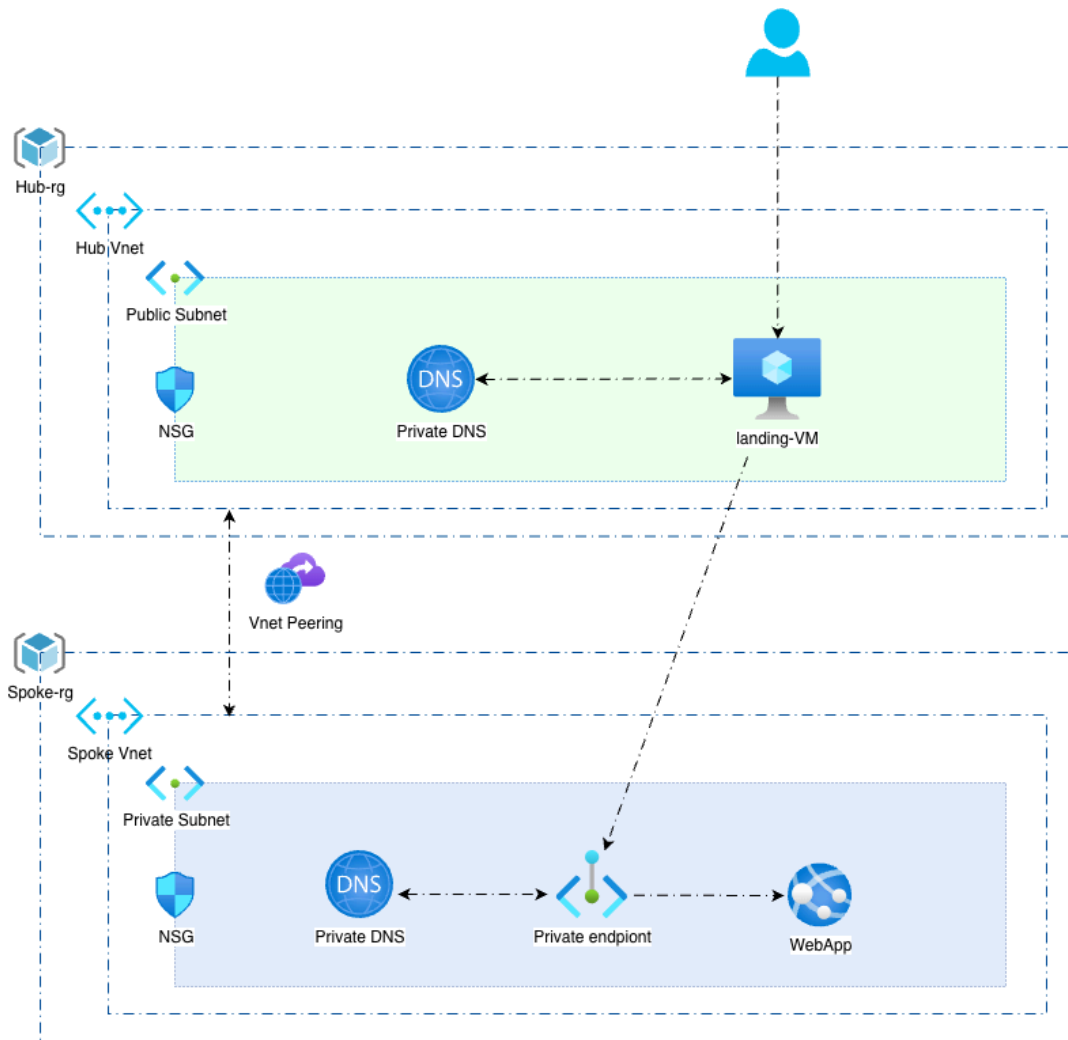 Hub-rg
Hub Vnet
Public Subnet
DNS
NSG
Private DNS
landing-VM
Vnet Peering
Spoke-rg
Spoke Vnet
Private Subnet
DNS
NSG
Private DNS
Private endpiont
WebApp